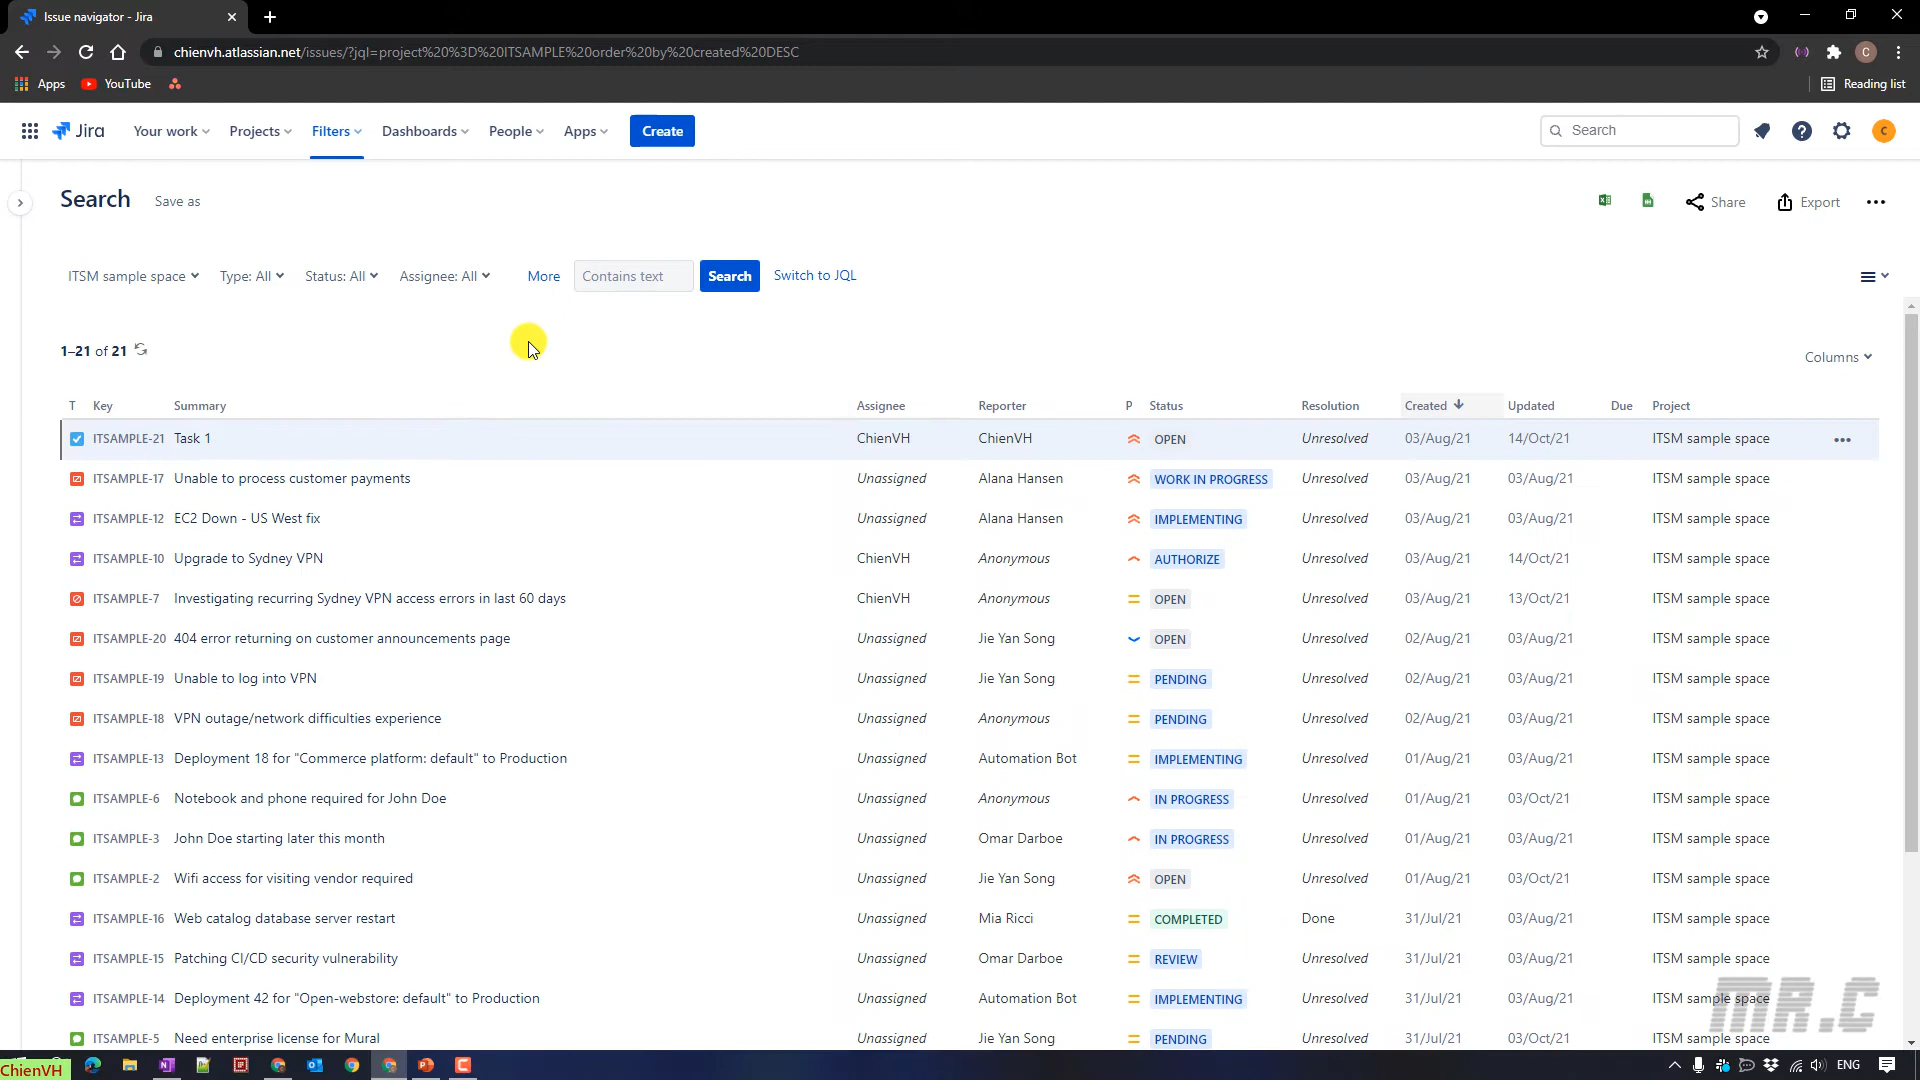 Issue navigator - Jira
chienvh.atlassian.net/issues/?jql=project%20%3D%20ITSAMPLE%20order%20by%20created%20DESC
C
Apps YouTube Reading list
Jira Your work Projects Filters Dashboards People Apps Create Search C
Search Save as Share Export
ITSM sample space Type: All Status: All Assignee: All More Contains text Search Switch to JQL
1–21 of 21
Columns
T Key Summary Assignee Reporter P Status Resolution Created Updated Due Project
ITSAMPLE-21 Task 1 ChienVH ChienVH OPEN Unresolved 03/Aug/21 14/Oct/21 ITSM sample space
ITSAMPLE-17 Unable to process customer payments Unassigned Alana Hansen WORK IN PROGRESS Unresolved 03/Aug/21 03/Aug/21 ITSM sample space
ITSAMPLE-12 EC2 Down - US West fix Unassigned Alana Hansen IMPLEMENTING Unresolved 03/Aug/21 03/Aug/21 ITSM sample space
ITSAMPLE-10 Upgrade to Sydney VPN ChienVH Anonymous AUTHORIZE Unresolved 03/Aug/21 14/Oct/21 ITSM sample space
ITSAMPLE-7 Investigating recurring Sydney VPN access errors in last 60 days ChienVH Anonymous OPEN Unresolved 03/Aug/21 13/Oct/21 ITSM sample space
ITSAMPLE-20 404 error returning on customer announcements page Unassigned Jie Yan Song OPEN Unresolved 02/Aug/21 03/Aug/21 ITSM sample space
ITSAMPLE-19 Unable to log into VPN Unassigned Jie Yan Song PENDING Unresolved 02/Aug/21 03/Aug/21 ITSM sample space
ITSAMPLE-18 VPN outage/network difficulties experience Unassigned Anonymous PENDING Unresolved 02/Aug/21 03/Aug/21 ITSM sample space
ITSAMPLE-13 Deployment 18 for "Commerce platform: default" to Production Unassigned Automation Bot IMPLEMENTING Unresolved 01/Aug/21 03/Aug/21 ITSM sample space
ITSAMPLE-6 Notebook and phone required for John Doe Unassigned Anonymous IN PROGRESS Unresolved 01/Aug/21 03/Oct/21 ITSM sample space
ITSAMPLE-3 John Doe starting later this month Unassigned Omar Darboe IN PROGRESS Unresolved 01/Aug/21 03/Aug/21 ITSM sample space
ITSAMPLE-2 Wifi access for visiting vendor required Unassigned Jie Yan Song OPEN Unresolved 01/Aug/21 03/Oct/21 ITSM sample space
ITSAMPLE-16 Web catalog database server restart Unassigned Mia Ricci COMPLETED Done 31/Jul/21 03/Aug/21 ITSM sample space
ITSAMPLE-15 Patching CI/CD security vulnerability Unassigned Omar Darboe REVIEW Unresolved 31/Jul/21 03/Aug/21 ITSM sample space
ITSAMPLE-14 Deployment 42 for "Open-webstore: default" to Production Unassigned Automation Bot IMPLEMENTING Unresolved 31/Jul/21 03/Aug/21 ITSM sample space
MR.C
ITSAMPLE-5 Need enterprise license for Mural Unassigned Jie Yan Song PENDING Unresolved 31/Jul/21 03/Oct/21 ITSM sample space
ChienVH ENG